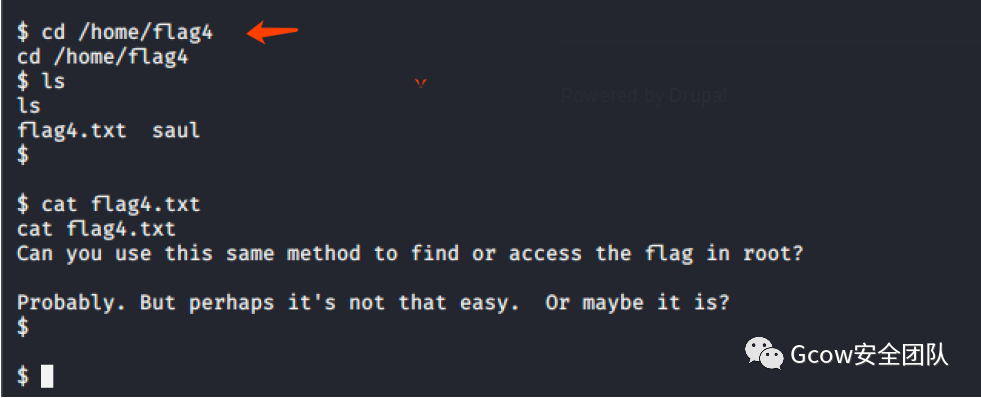 $ cd /home/flag4
cd /home/flag4
$ ls
ls
Powered by Drupal
flag4.txt  saul
$
$ cat flag4.txt
cat flag4.txt
Can you use this same method to find or access the flag in root?
Probably. But perhaps it's not that easy.  Or maybe it is?
$
Gcow安全团队
$